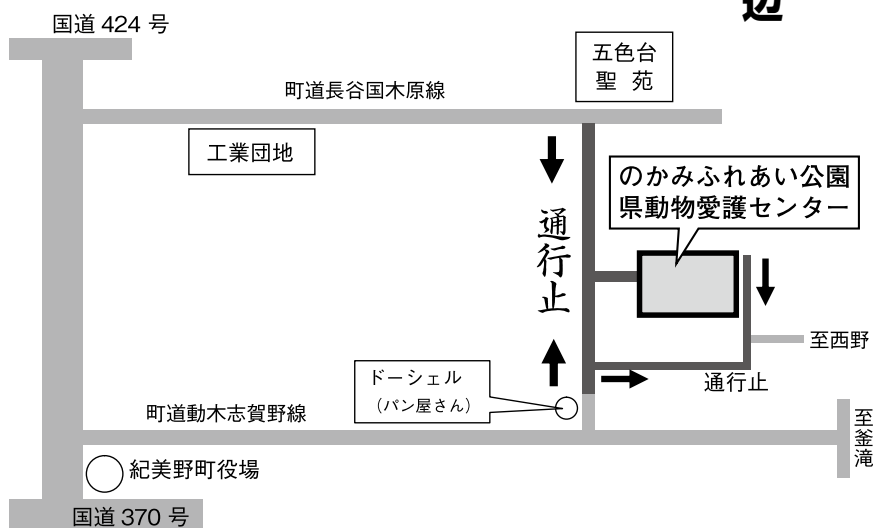 辺
国道 424 号
五色台
聖 苑
町道長谷国木原線
工業団地
のかみふれあい公園
県動物愛護センター
通行止
至西野
ドーシェル
（パン屋さん）
通行止
町道動木志賀野線
至釜滝
紀美野町役場
国道 370 号